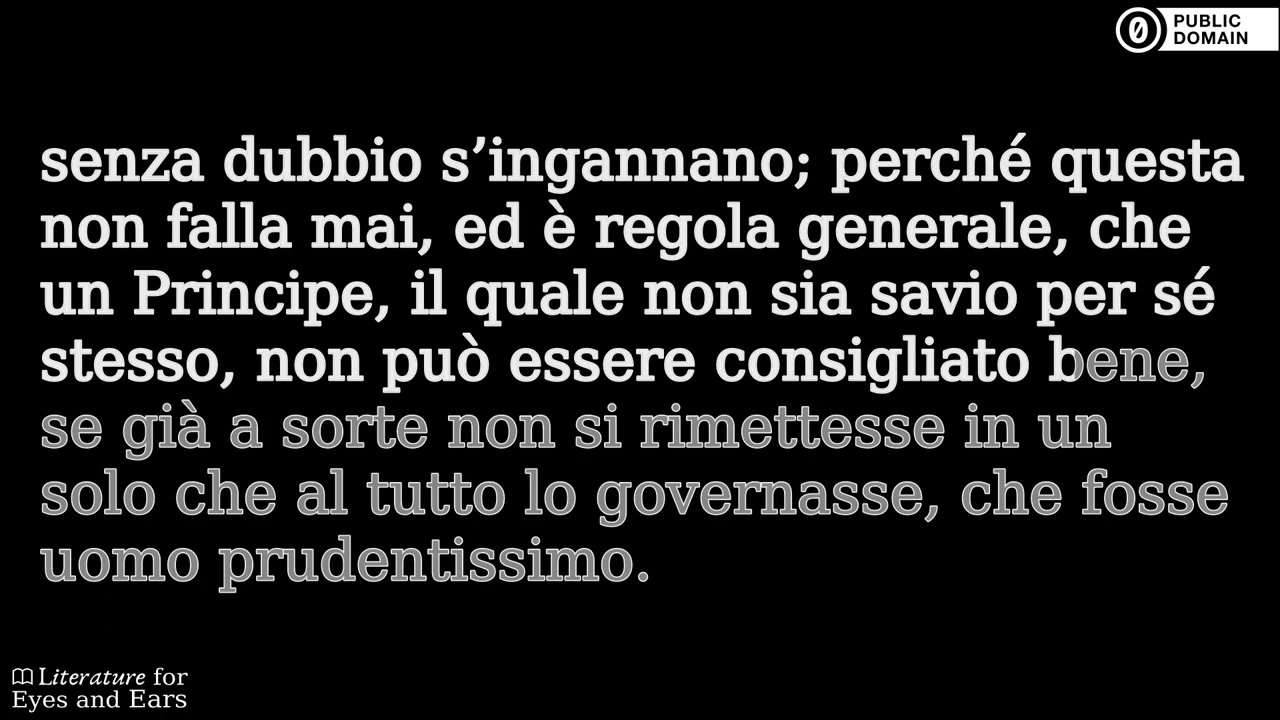 PUBLIC
DOMAIN
senza dubbio s’ingannano; perché questa
non falla mai, ed è regola generale, che
un Principe, il quale non sia savio per sé
stesso, non può essere consigliato bene,
se già a sorte non si rimettesse in un
solo che al tutto lo governasse, che fosse
uomo prudentissimo.
Literature for
Eyes and Ears